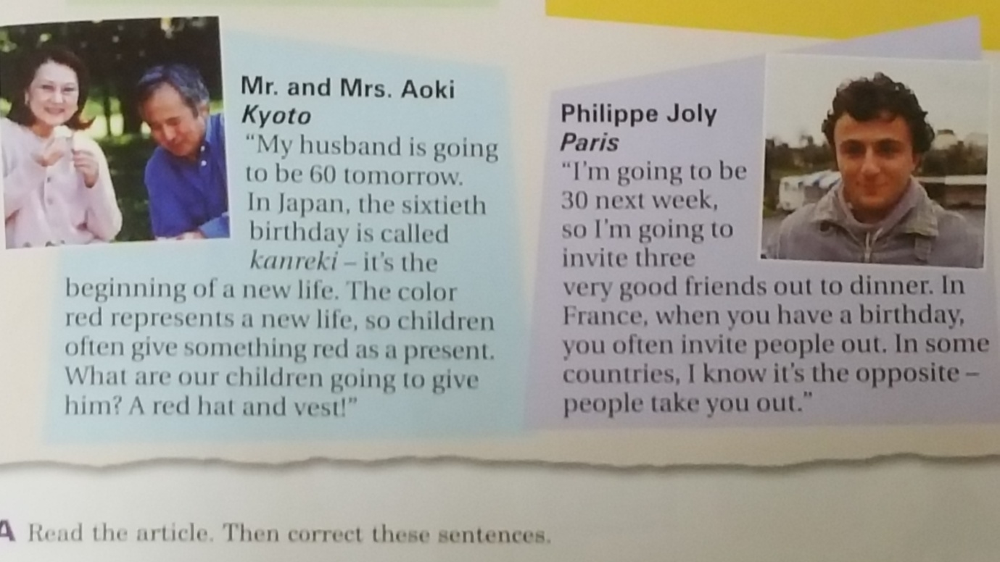 Mr. and Mrs. Aoki
Kyoto
“My husband is going
to be 60 tomorrow.
In Japan, the sixtieth
birthday is called
kanreki – it’s the
beginning of a new life. The color
red represents a new life, so children
often give something red as a present.
What are our children going to give
him? A red hat and vest!”
Philippe Joly
Paris
“I’m going to be
30 next week,
so I’m going to
invite three
very good friends out to dinner. In
France, when you have a birthday,
you often invite people out. In some
countries, I know it’s the opposite –
people take you out.”
A Read the article. Then correct these sentences.